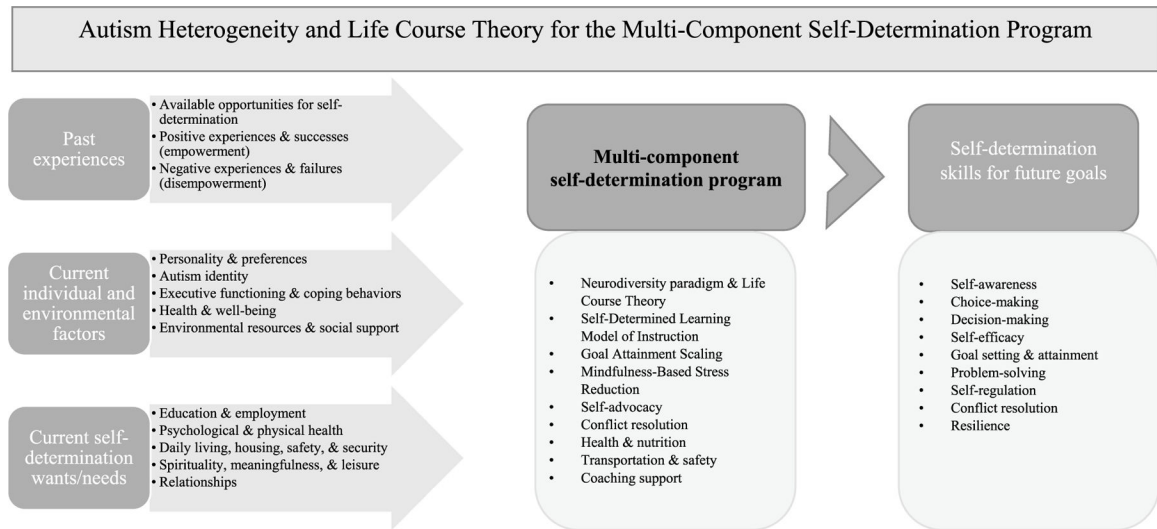 Autism Heterogeneity and Life Course Theory for the Multi-Component Self-Determination Program
Past
experiences
• Available opportunities for self-
determination
• Positive experiences & successes
(empowerment)
• Negative experiences & failures
(disempowerment)
Current
individual and
environmental
factors
• Personality & preferences
• Autism identity
• Executive functioning & coping behaviors
• Health & well-being
• Environmental resources & social support
Current self-
determination
wants/needs
• Education & employment
• Psychological & physical health
• Daily living, housing, safety, & security
• Spirituality, meaningfulness, & leisure
• Relationships
Multi-component
self-determination program
• Neurodiversity paradigm & Life
Course Theory
• Self-Determined Learning
Model of Instruction
• Goal Attainment Scaling
• Mindfulness-Based Stress
Reduction
• Self-advocacy
• Conflict resolution
• Health & nutrition
• Transportation & safety
• Coaching support
Self-determination
skills for future goals
• Self-awareness
• Choice-making
• Decision-making
• Self-efficacy
• Goal setting & attainment
• Problem-solving
• Self-regulation
• Conflict resolution
• Resilience